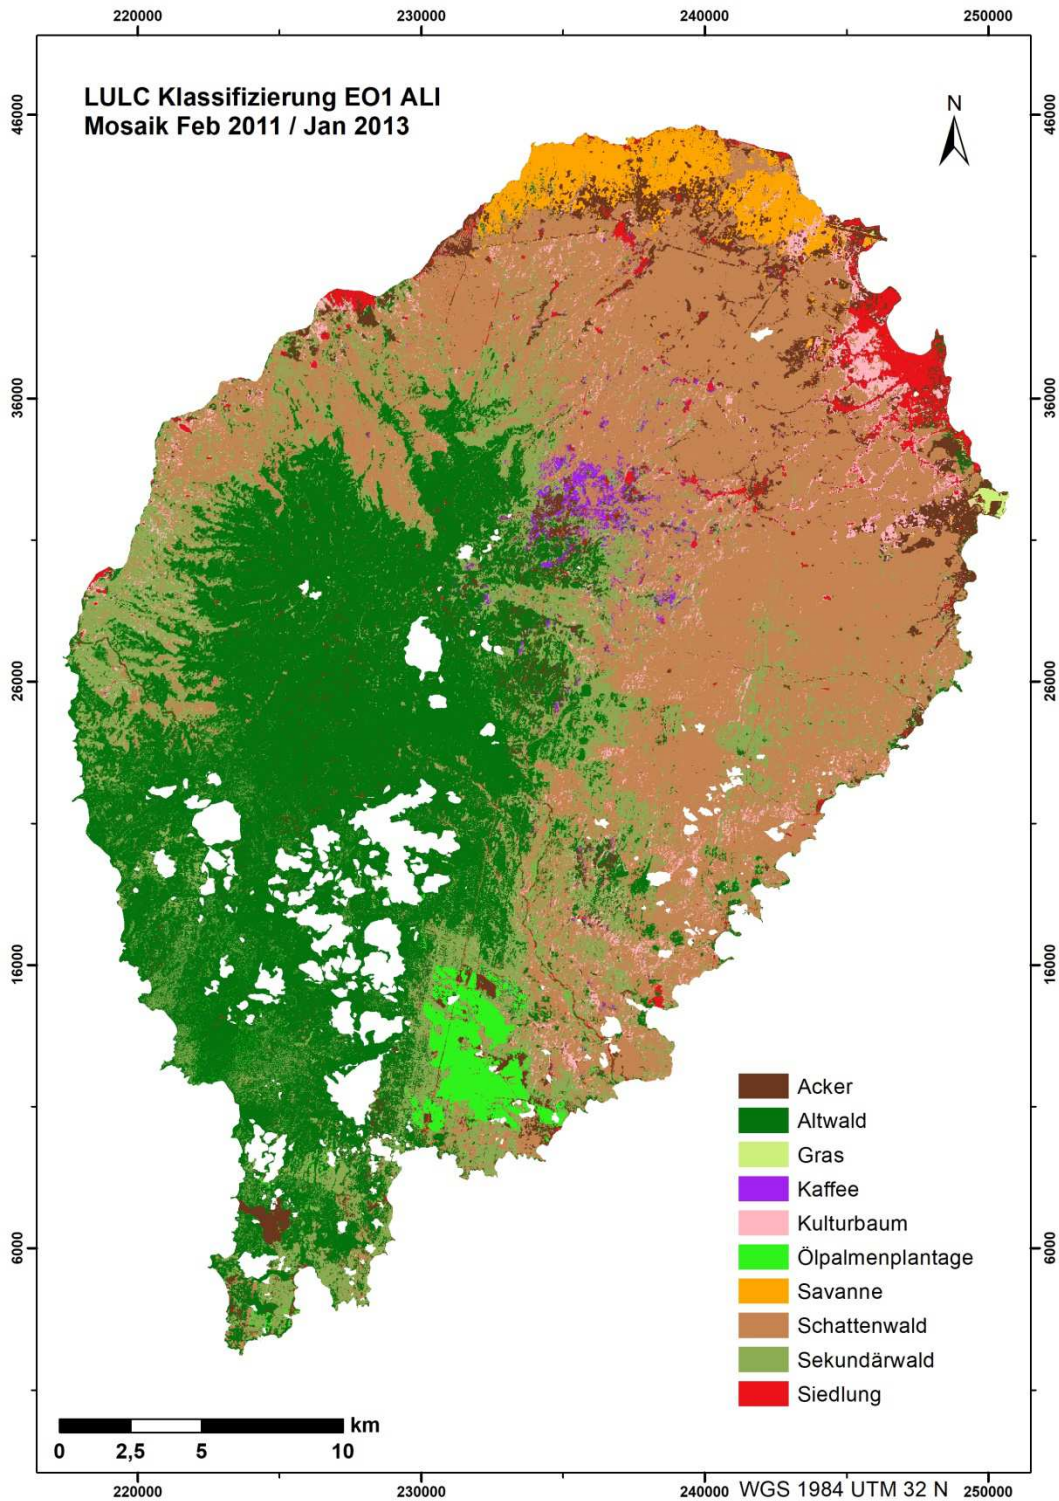 220000 230000 240000 250000
LULC Klassifizierung EO1 ALI
Mosaik Feb 2011 / Jan 2013
N
46000 46000
36000 36000
26000 26000
16000 16000
6000 6000
Acker
Altwald
Gras
Kaffee
Kulturbaum
Ölpalmenplantage
Savanne
Schattenwald
Sekundärwald
Siedlung
km
0 2,5 5 10
220000 230000 240000 250000
WGS 1984 UTM 32 N